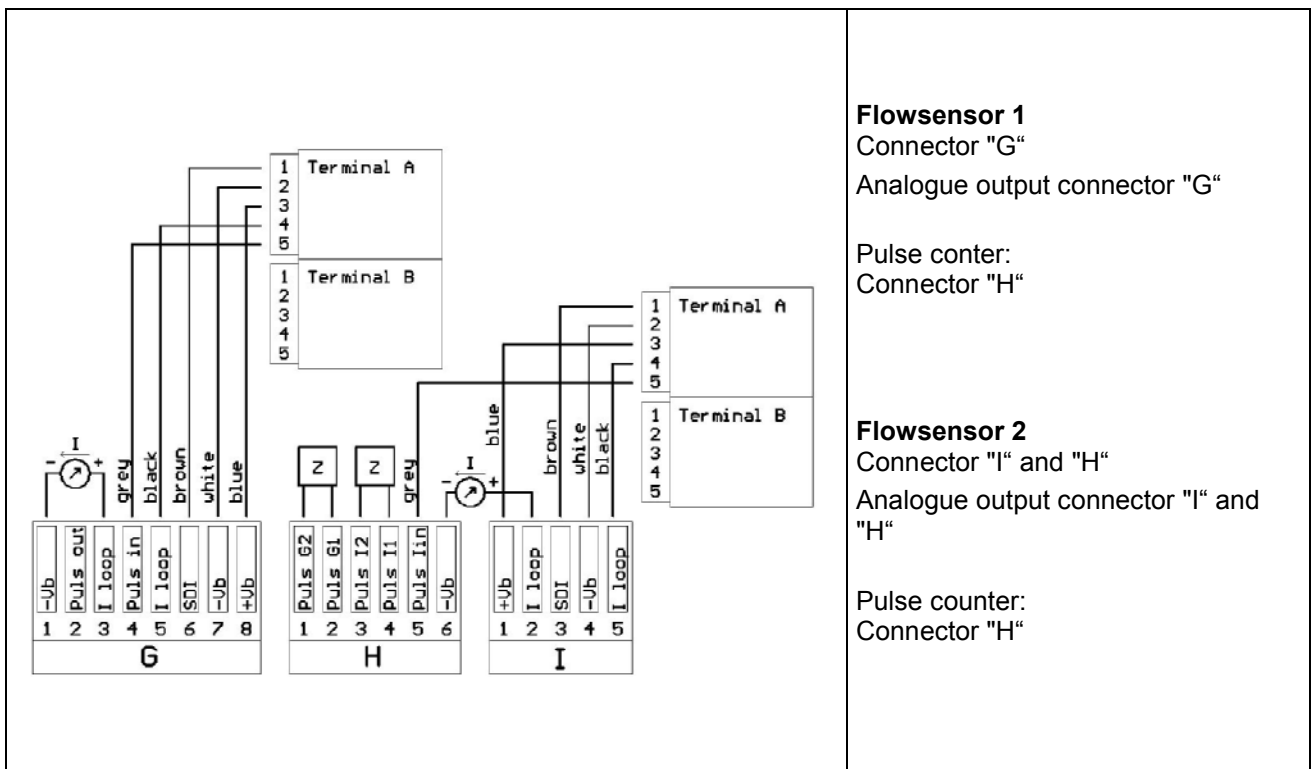 1 Terminal A
2
3
4
5
1 Terminal B
2
3
4
5
1 Terminal A
2
3
4
5
1 Terminal B
2
3
4
5
- I +
grey
black
brown
white
blue
Z
Z
grey
- I +
blue
brown
white
black
-Ub
Puls out
I loop
Puls in
I loop
SDI
-Ub
+Ub
1 2 3 4 5 6 7 8
G
Puls G2
Puls G1
Puls I2
Puls I1
Puls Iin
-Ub
1 2 3 4 5 6
H
+Ub
I loop
SDI
-Ub
I loop
1 2 3 4 5
I
Flowsensor 1
Connector "G“
Analogue output connector "G“
Pulse conter:
Connector "H“
Flowsensor 2
Connector "I“ and "H“
Analogue output connector "I“ and
"H“
Pulse counter:
Connector "H“